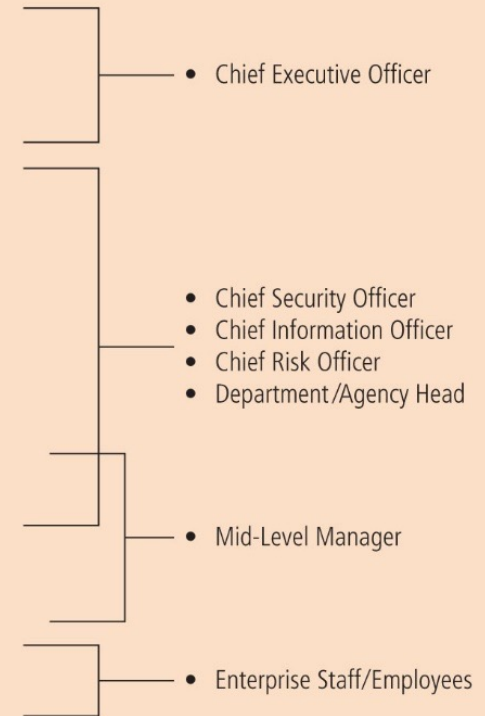 • Chief Executive Officer
• Chief Security Officer
• Chief Information Officer
• Chief Risk Officer
• Department/Agency Head
• Mid-Level Manager
• Enterprise Staff/Employees